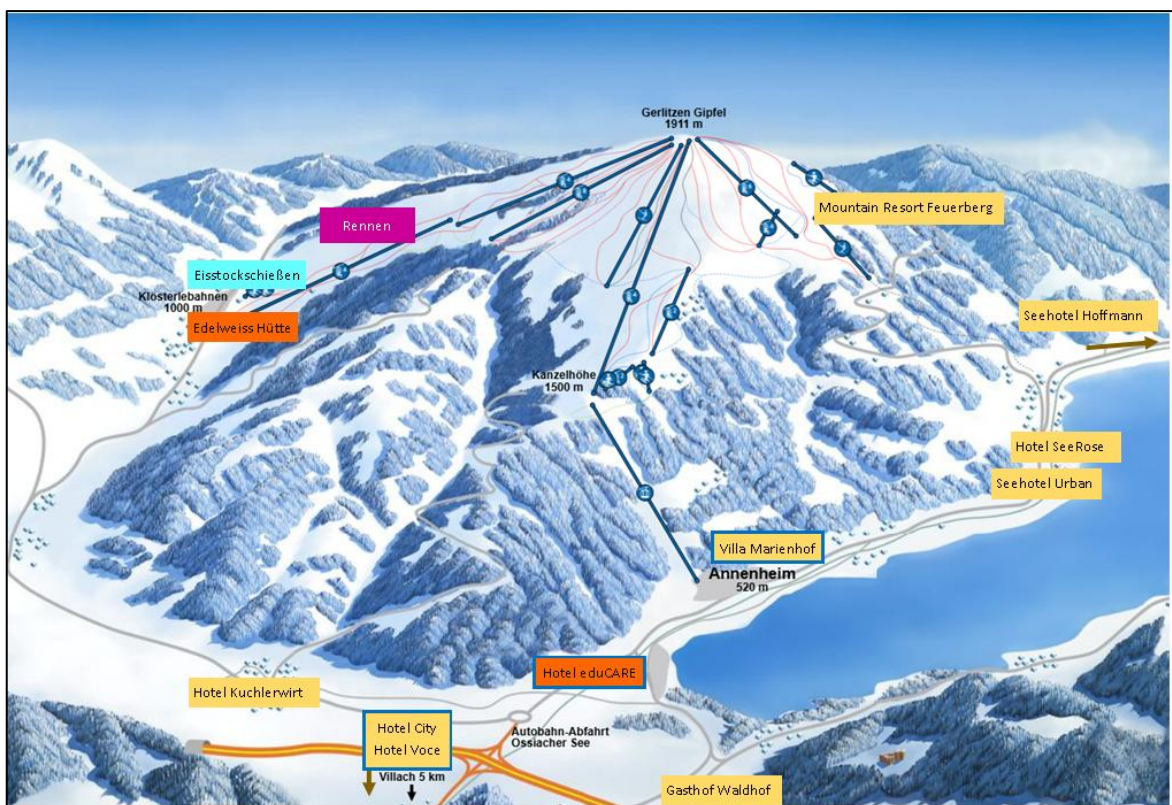 Gerlitzen Gipfel
1911 m
Mountain Resort Feuerberg
Rennen
Eisstockschießen
Klösterlebahnen
1000 m
Edelweiss Hütte
Seehotel Hoffmann
Kanzelhöhe
1500 m
Hotel SeeRose
Seehotel Urban
Villa Marienhof
Annenheim
520 m
Hotel eduCARE
Hotel Kuchlerwirt
Hotel City
Hotel Voce
Autobahn-Abfahrt
Ossiacher See
Villach 5 km
Gasthof Waldhof